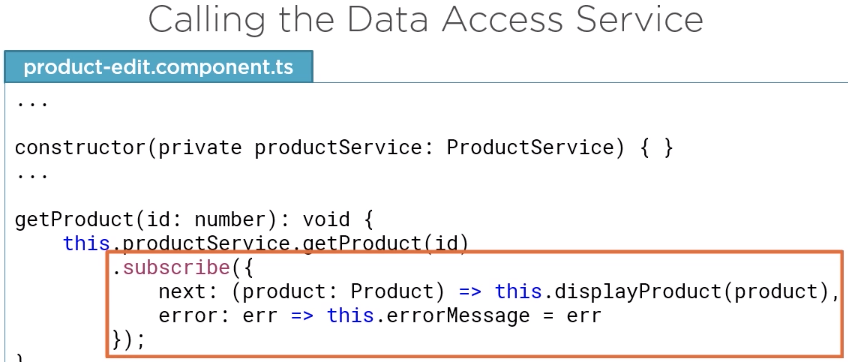 Calling the Data Access Service
product-edit.component.ts
...
constructor(private productService: ProductService) { }
...
getProduct(id: number): void {
    this.productService.getProduct(id)
        .subscribe({
            next: (product: Product) => this.displayProduct(product),
            error: err => this.errorMessage = err
        });
}